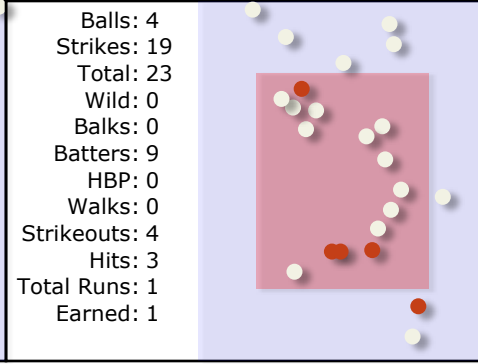 Balls: 4
Strikes: 19
Total: 23
Wild: 0
Balks: 0
Batters: 9
HBP: 0
Walks: 0
Strikeouts: 4
Hits: 3
Total Runs: 1
Earned: 1